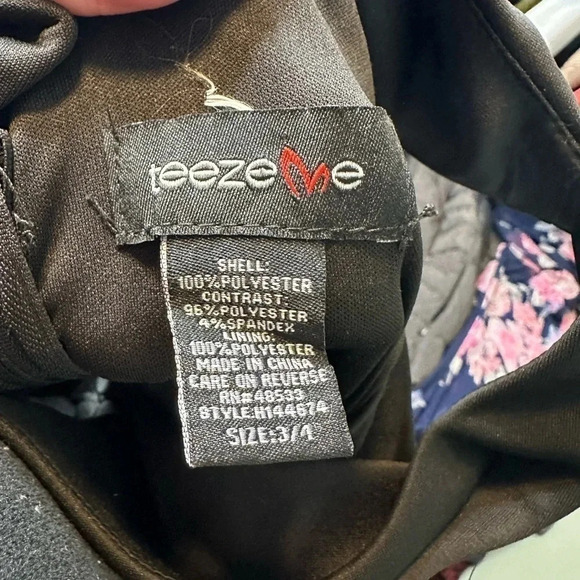 teezeMe
SHELL:
100%POLYESTER
CONTRAST:
96%POLYESTER
4%SPANDEX
LINING:
100%POLYESTER
MADE IN CHINA
CARE ON REVERSE
RN#48533
STYLE:H144674
SIZE:3/4